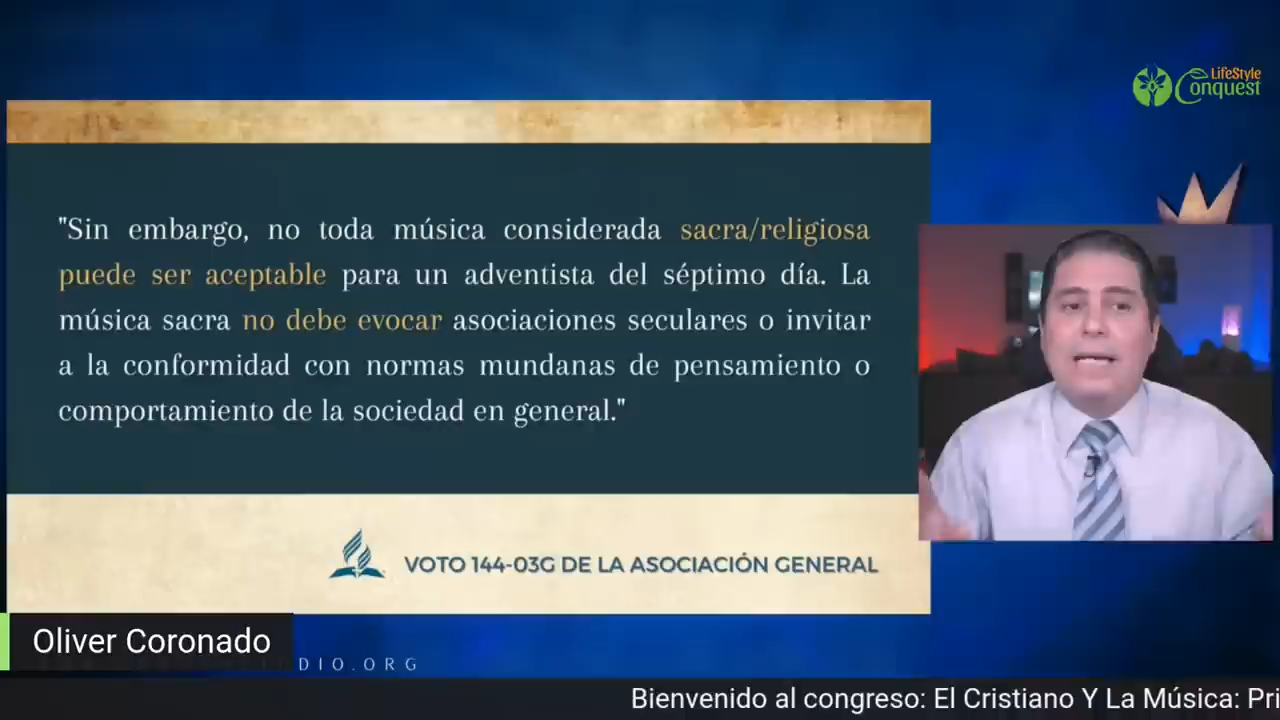 LifeStyle
Conquest
"Sin embargo, no toda música considerada sacra/religiosa
puede ser aceptable para un adventista del séptimo día. La
música sacra no debe evocar asociaciones seculares o invitar
a la conformidad con normas mundanas de pensamiento o
comportamiento de la sociedad en general."
VOTO 144-03G DE LA ASOCIACIÓN GENERAL
Oliver Coronado
DIO.ORG
Bienvenido al congreso: El Cristiano Y La Música: Pri